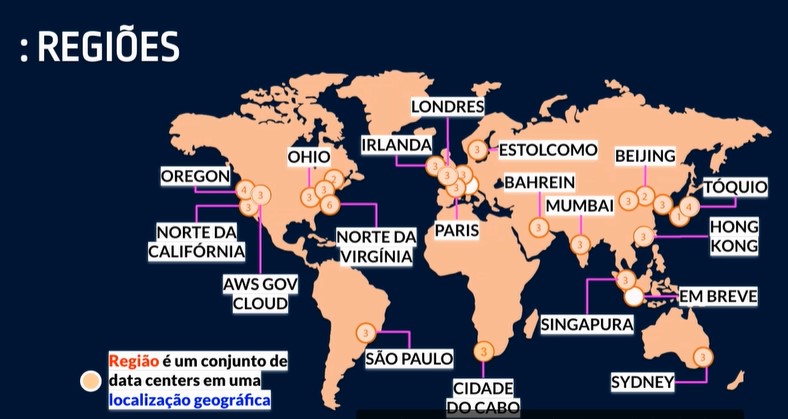 : REGIÕES
LONDRES
IRLANDA
ESTOLCOMO
OHIO
BEIJING
OREGON
BAHREIN
TÓQUIO
MUMBAI
NORTE DA
CALIFÓRNIA
NORTE DA
VIRGÍNIA
PARIS
HONG
KONG
AWS GOV
CLOUD
EM BREVE
SINGAPURA
SÃO PAULO
CIDADE
DO CABO
SYDNEY
Região é um conjunto de
data centers em uma
localização geográfica
4
3
3
3
3
2
6
3
3
3
3
3
3
3
3
3
2
3
1
4
3
3
3
3